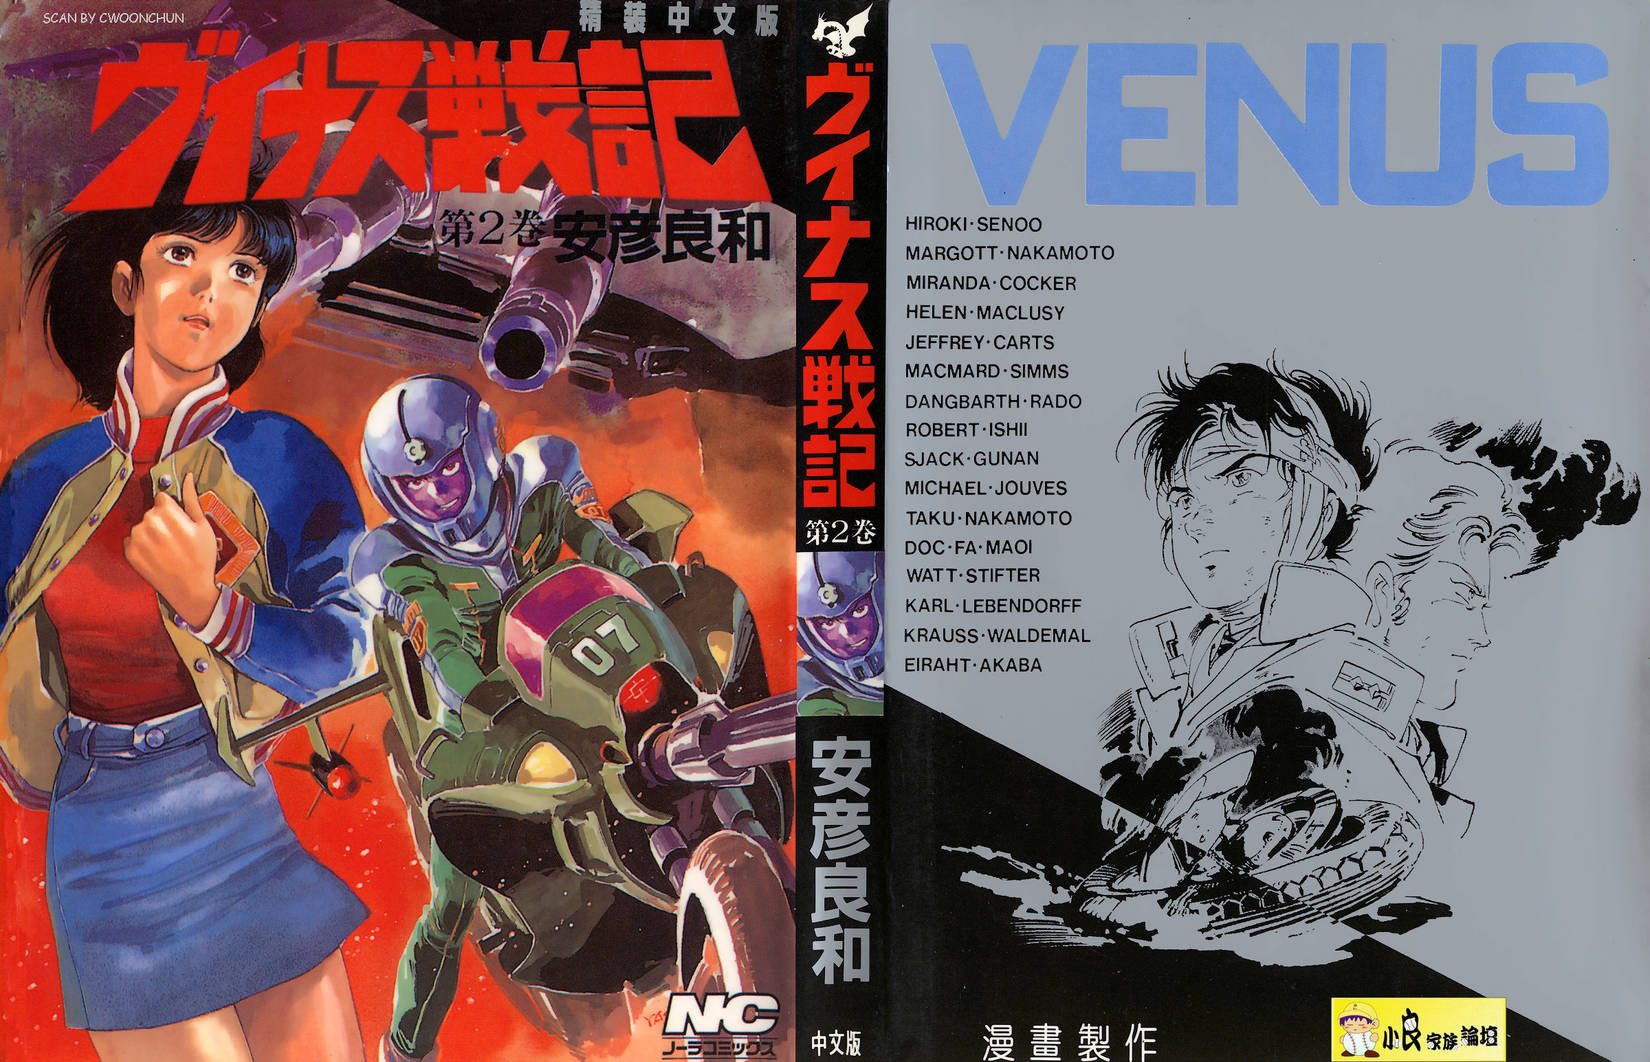 SCAN BY CWOONCHUN
精裝中文版
ヴイナス戦記
第2巻 安彦良和
07
NC
ノーラコミックス
ヴイナス戦記
第2巻
安彦良和
中文版
VENUS
HIROKI·SENOO
MARGOTT·NAKAMOTO
MIRANDA·COCKER
HELEN·MACLUSY
JEFFREY·CARTS
MACMARD·SIMMS
DANGBARTH·RADO
ROBERT·ISHII
SJACK·GUNAN
MICHAEL·JOUVES
TAKU·NAKAMOTO
DOC·FA·MAOI
WATT·STIFTER
KARL·LEBENDORFF
KRAUSS·WALDEMAL
EIRAHT·AKABA
漫畫製作
小良家族論壇